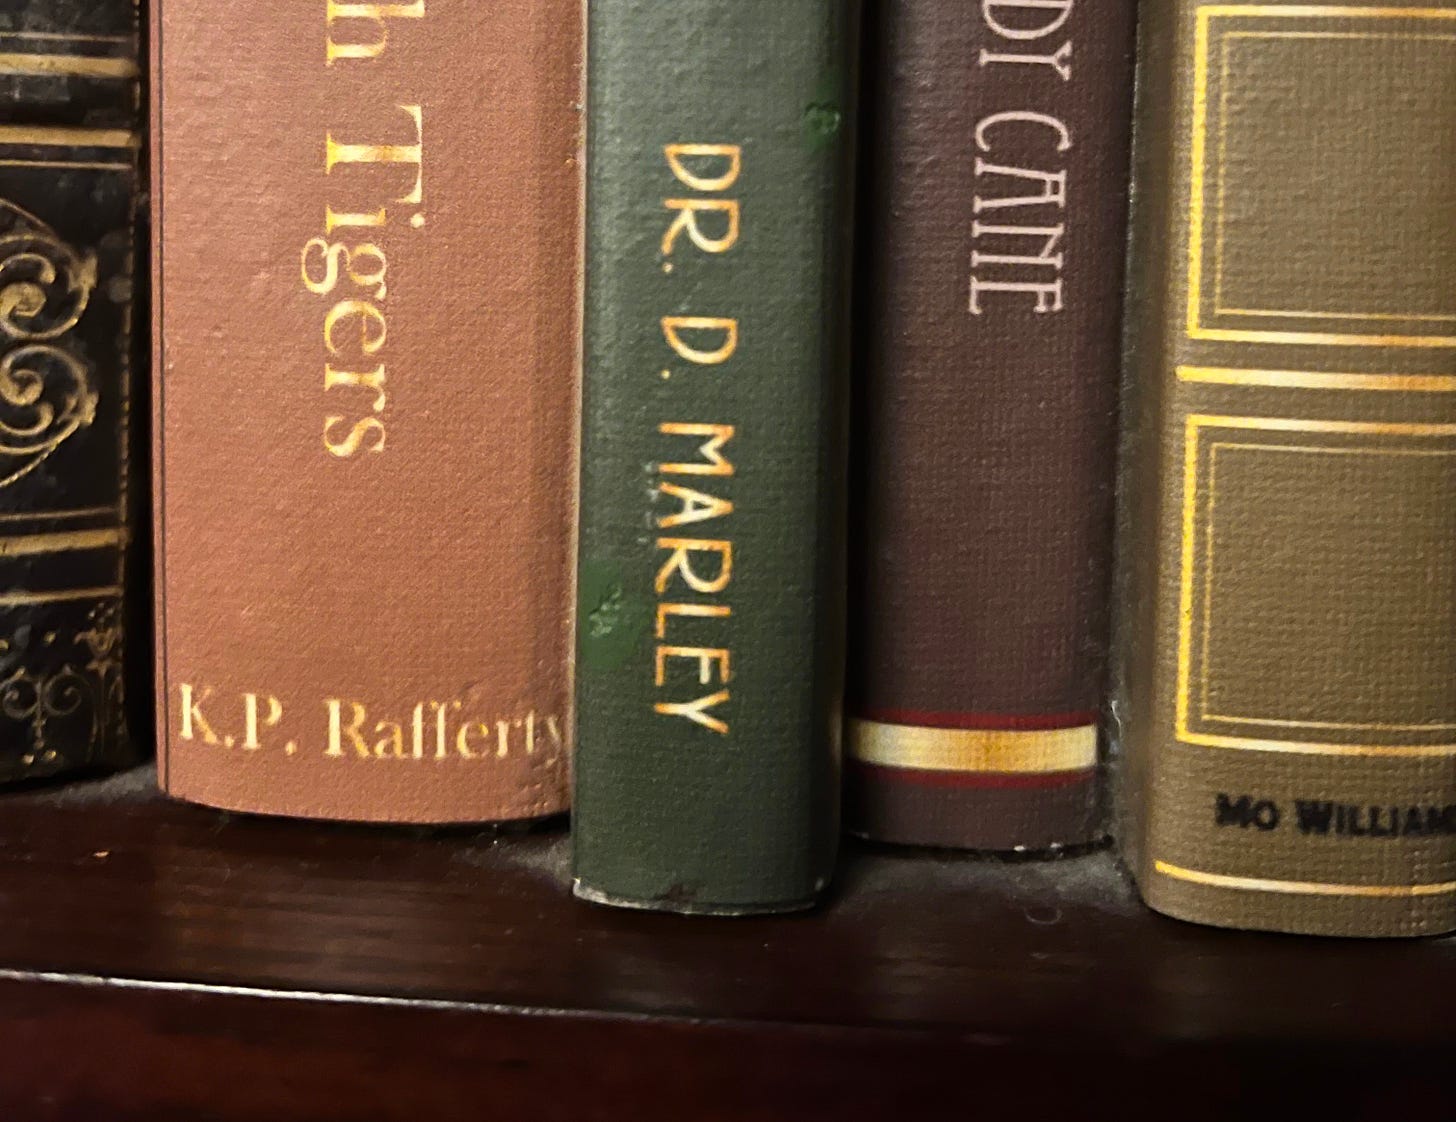 h Tigers
K.P. Rafferty
DR. D. MARLEY
DY CANE
MO WILLIAM